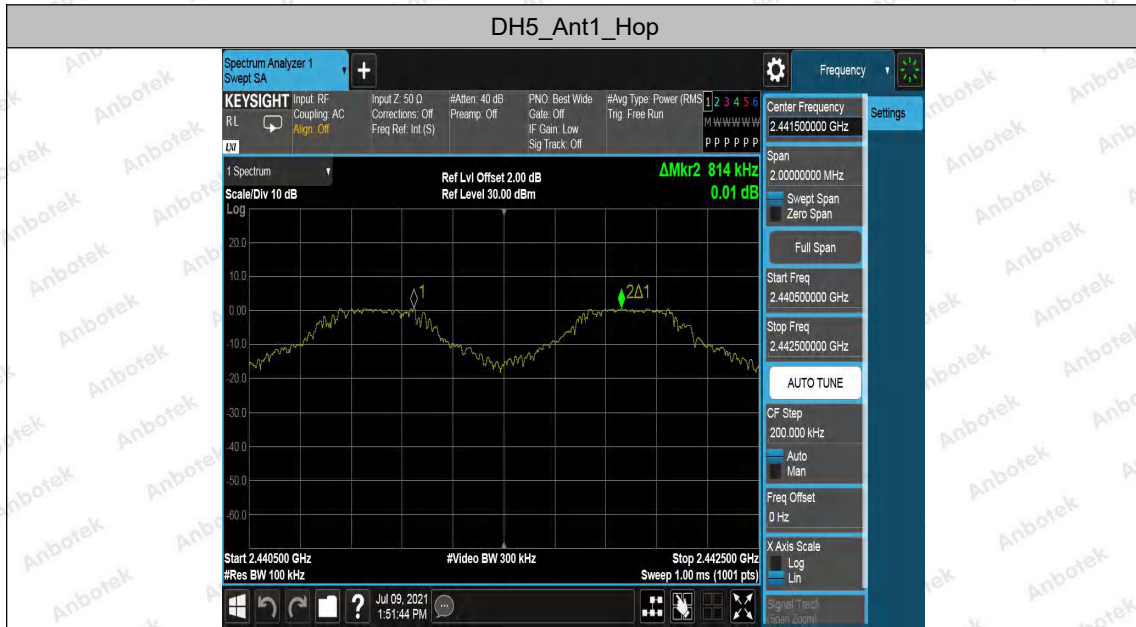 DH5_Ant1_Hop
Spectrum Analyzer 1
Swept SA
+
Frequency
KEYSIGHT
RL
LXI
Input: RF
Coupling: AC
Align: Off
Input Z: 50 Ω
Corrections: Off
Freq Ref: Int (S)
#Atten: 40 dB
Preamp: Off
PNO: Best Wide
Gate: Off
IF Gain: Low
Sig Track: Off
#Avg Type: Power (RMS
Trig: Free Run
1 2 3 4 5 6
M W W W W W
P P P P P P
Center Frequency
2.441500000 GHz
Settings
Span
2.00000000 MHz
Swept Span
Zero Span
Full Span
Start Freq
2.440500000 GHz
Stop Freq
2.442500000 GHz
AUTO TUNE
CF Step
200.000 kHz
Auto
Man
Freq Offset
0 Hz
X Axis Scale
Log
Lin
Signal Track
(Span Zoom)
1 Spectrum
Scale/Div 10 dB
Ref Lvl Offset 2.00 dB
Ref Level 30.00 dBm
ΔMkr2 814 kHz
0.01 dB
Log
20.0
10.0
0.00
-10.0
-20.0
-30.0
-40.0
-50.0
-60.0
1
2Δ1
Start 2.440500 GHz
#Res BW 100 kHz
#Video BW 300 kHz
Stop 2.442500 GHz
Sweep 1.00 ms (1001 pts)
?
Jul 09, 2021
1:51:44 PM
Anbotek